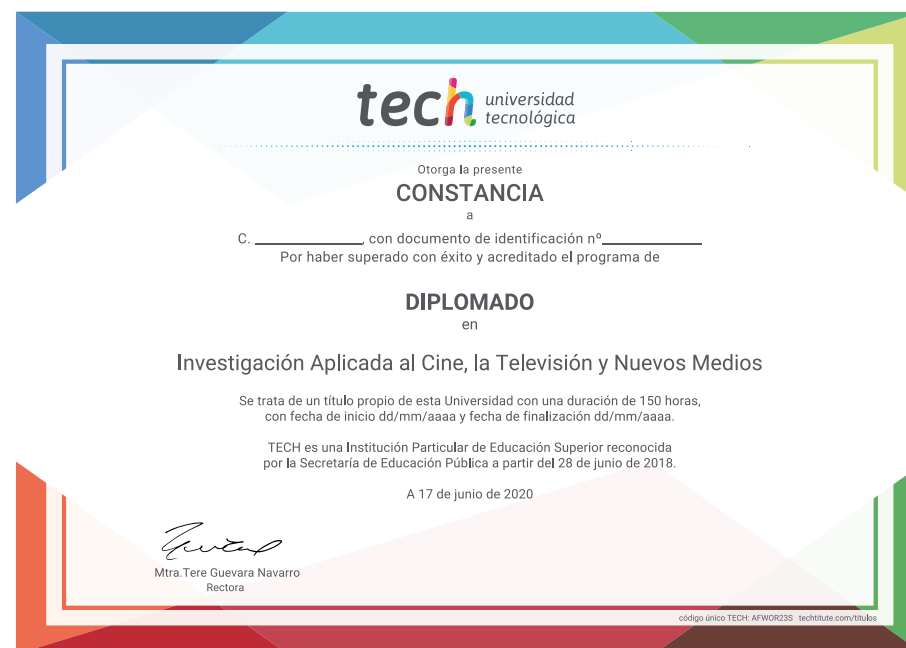 tech universidad
tecnológica
Otorga la presente
CONSTANCIA
a
C. ____________, con documento de identificación nº____________
Por haber superado con éxito y acreditado el programa de
DIPLOMADO
en
Investigación Aplicada al Cine, la Televisión y Nuevos Medios
Se trata de un título propio de esta Universidad con una duración de 150 horas,
con fecha de inicio dd/mm/aaaa y fecha de finalización dd/mm/aaaa.
TECH es una Institución Particular de Educación Superior reconocida
por la Secretaría de Educación Pública a partir del 28 de junio de 2018.
A 17 de junio de 2020
Mtra.Tere Guevara Navarro
Rectora
código único TECH: AFWOR23S techtitute.com/titulos